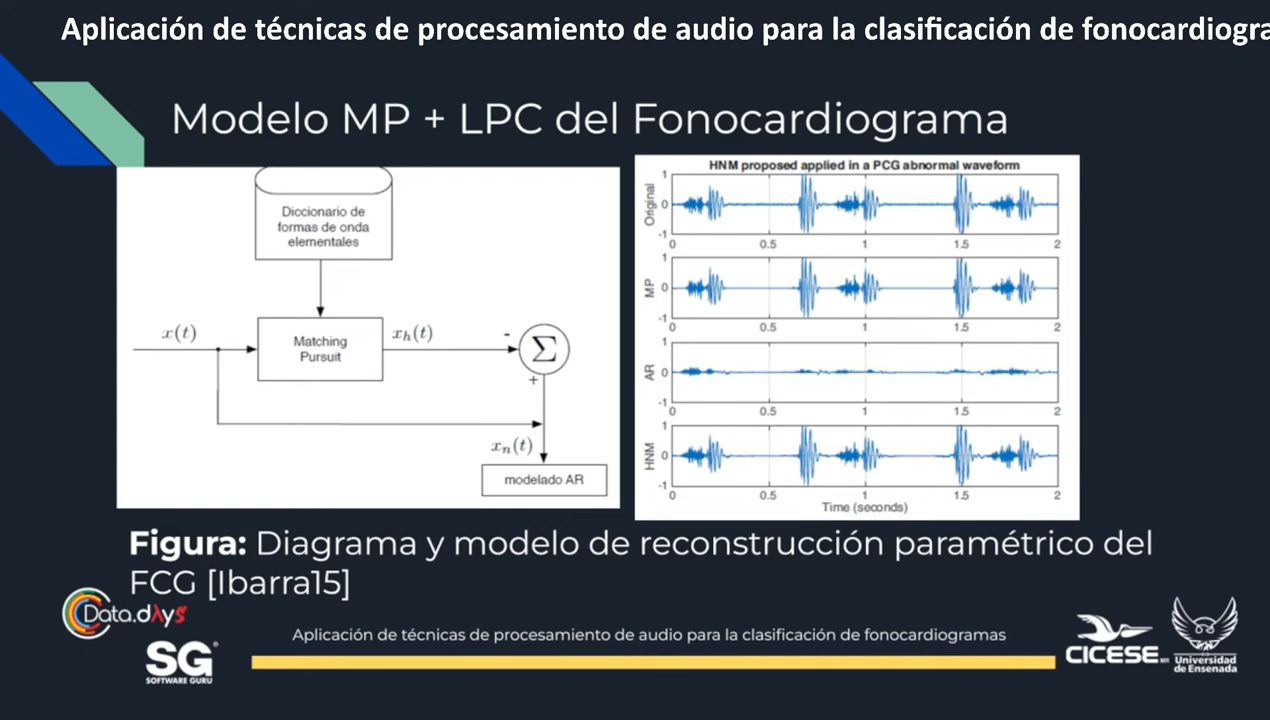 Aplicación de técnicas de procesamiento de audio para la clasificación de fonocardiogra
Modelo MP + LPC del Fonocardiograma
Diccionario de
formas de onda
elementales
x(t)
Matching
Pursuit
xₕ(t)
-
Σ
+
xₙ(t)
modelado AR
HNM proposed applied in a PCG abnormal waveform
Original
1
0
-1
0 0.5 1 1.5 2
MP
1
0
-1
0 0.5 1 1.5 2
AR
1
0
-1
0 0.5 1 1.5 2
HNM
1
0
-1
0 0.5 1 1.5 2
Time (seconds)
Figura: Diagrama y modelo de reconstrucción paramétrico del
FCG [Ibarra15]
Data.dλys
SG
SOFTWARE GURU
Aplicación de técnicas de procesamiento de audio para la clasificación de fonocardiogramas
CICESE
Universidad
de Ensenada